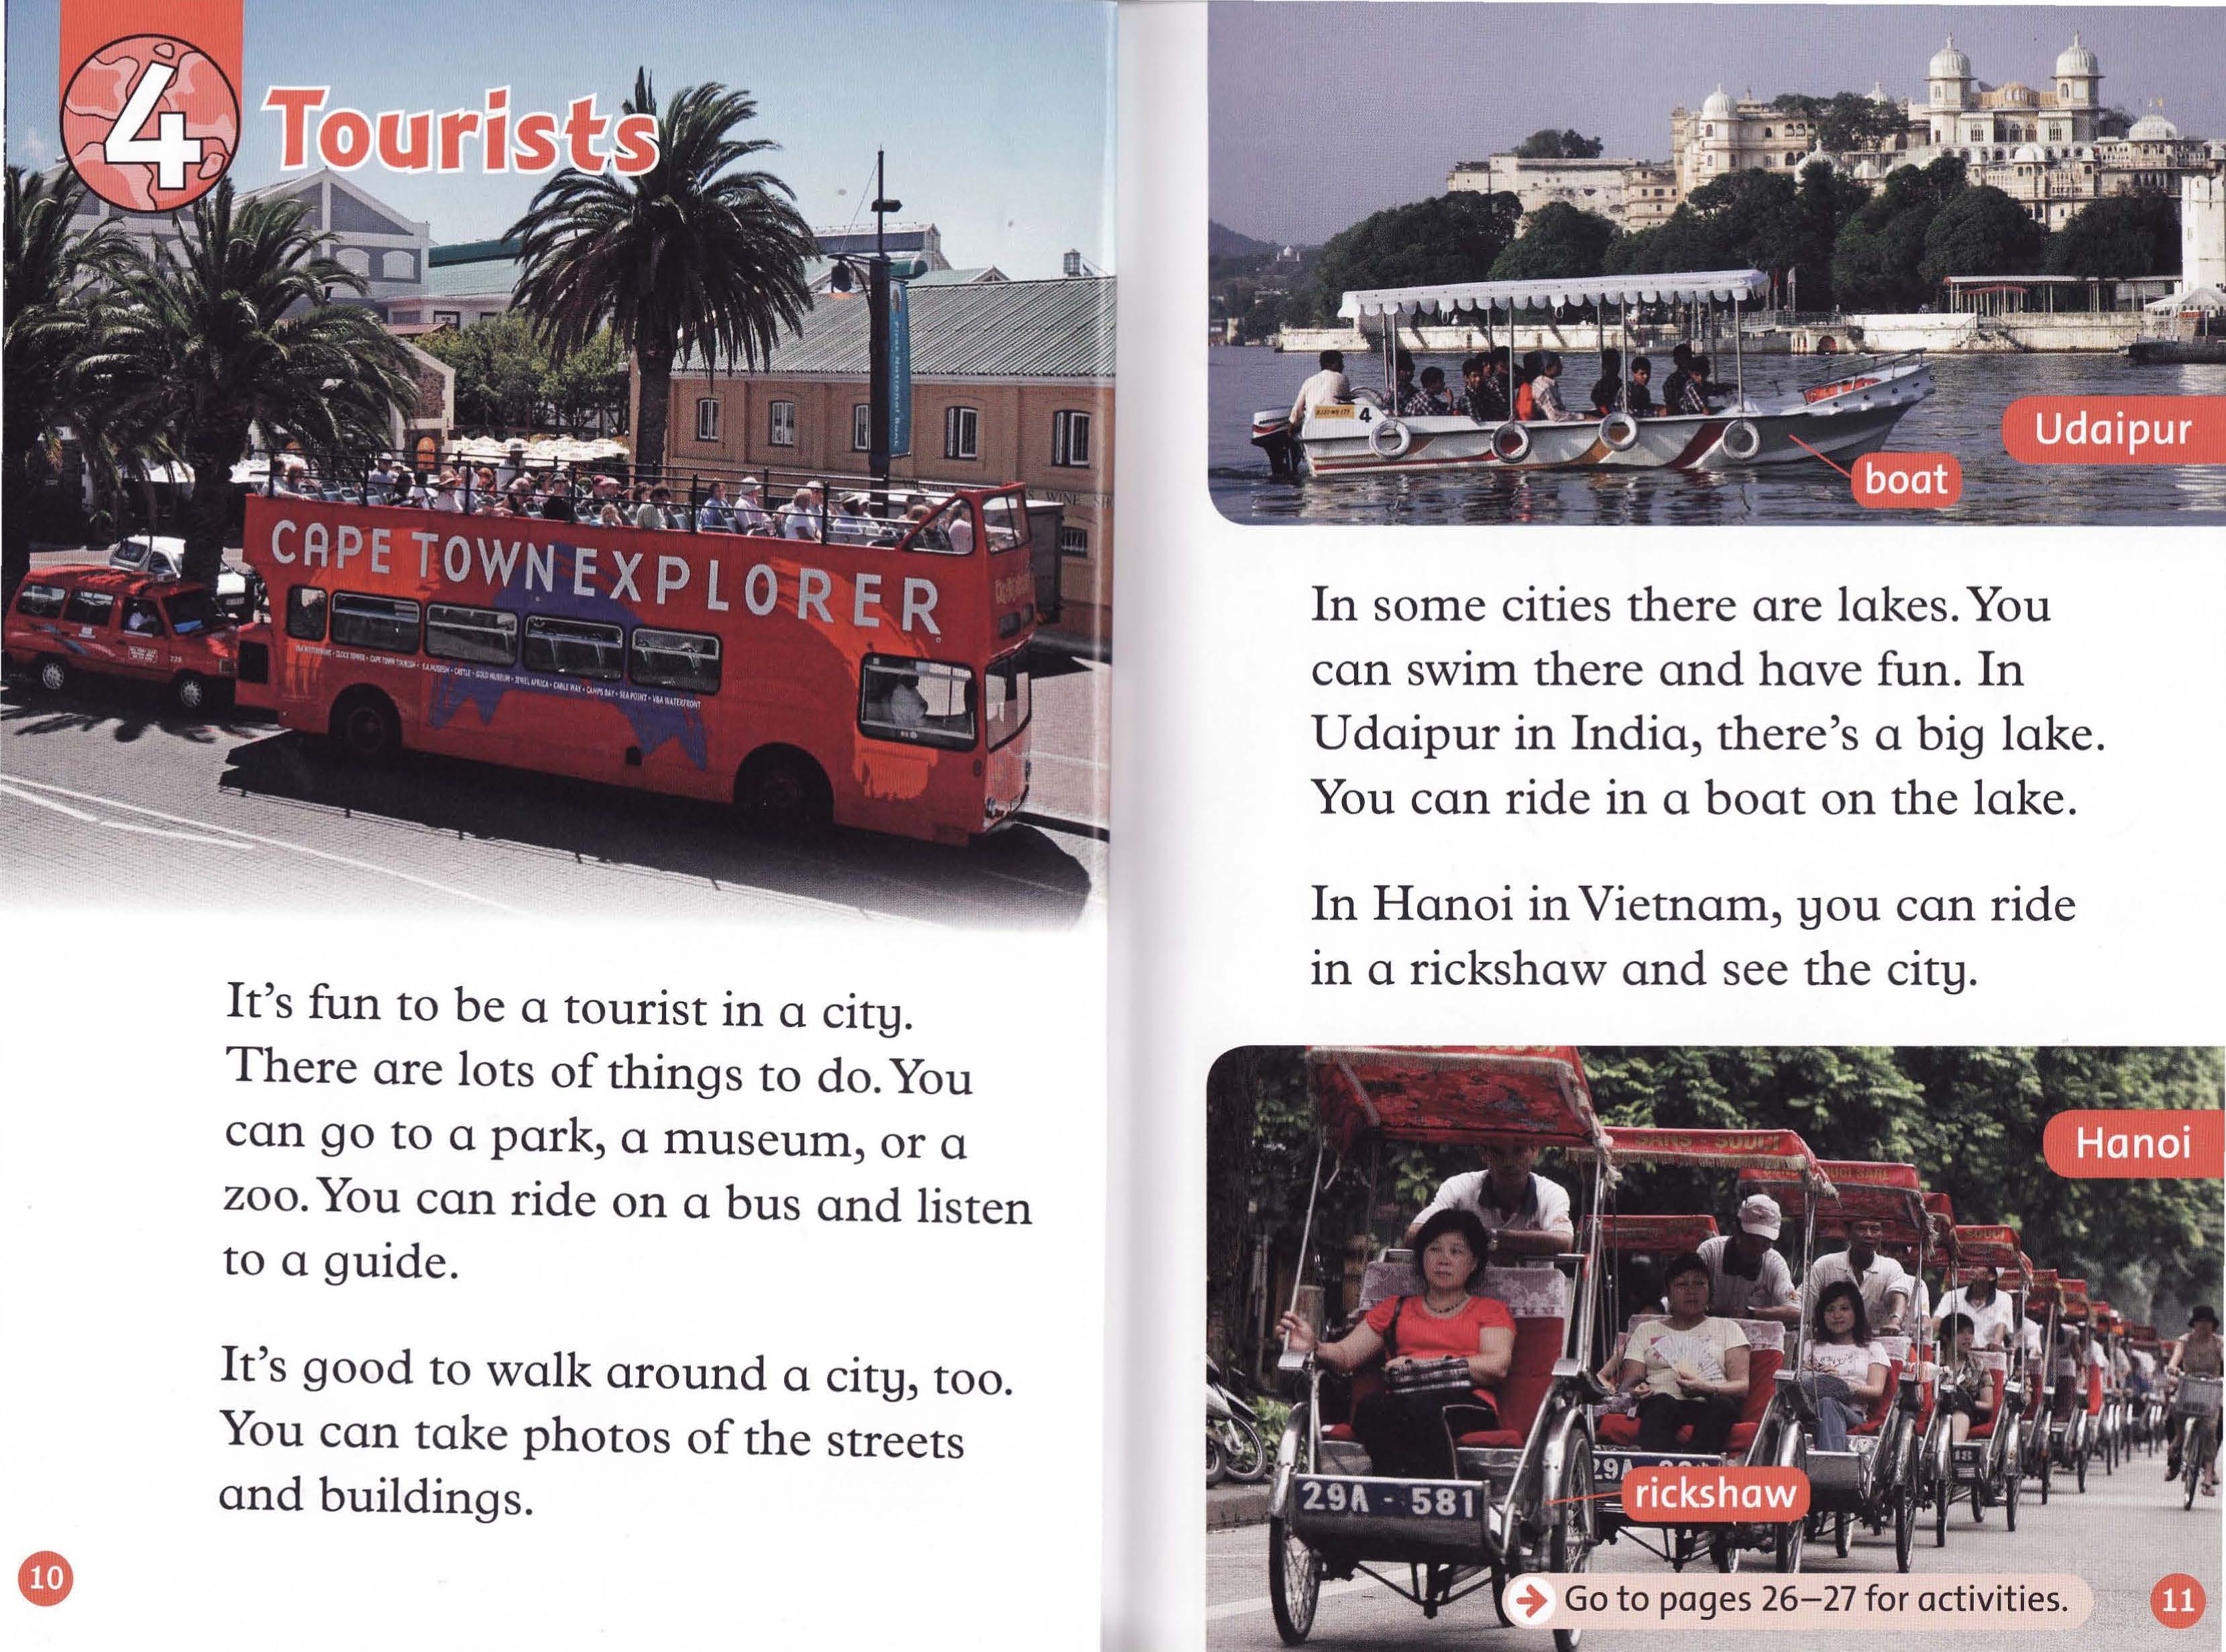 4
Tourists
CAPE TOWN EXPLORER
It's fun to be a tourist in a city.
There are lots of things to do. You
can go to a park, a museum, or a
zoo. You can ride on a bus and listen
to a guide.
It's good to walk around a city, too.
You can take photos of the streets
and buildings.
10
4
Udaipur
boat
In some cities there are lakes. You
can swim there and have fun. In
Udaipur in India, there's a big lake.
You can ride in a boat on the lake.
In Hanoi in Vietnam, you can ride
in a rickshaw and see the city.
Hanoi
29A - 581
rickshaw
Go to pages 26–27 for activities.
11